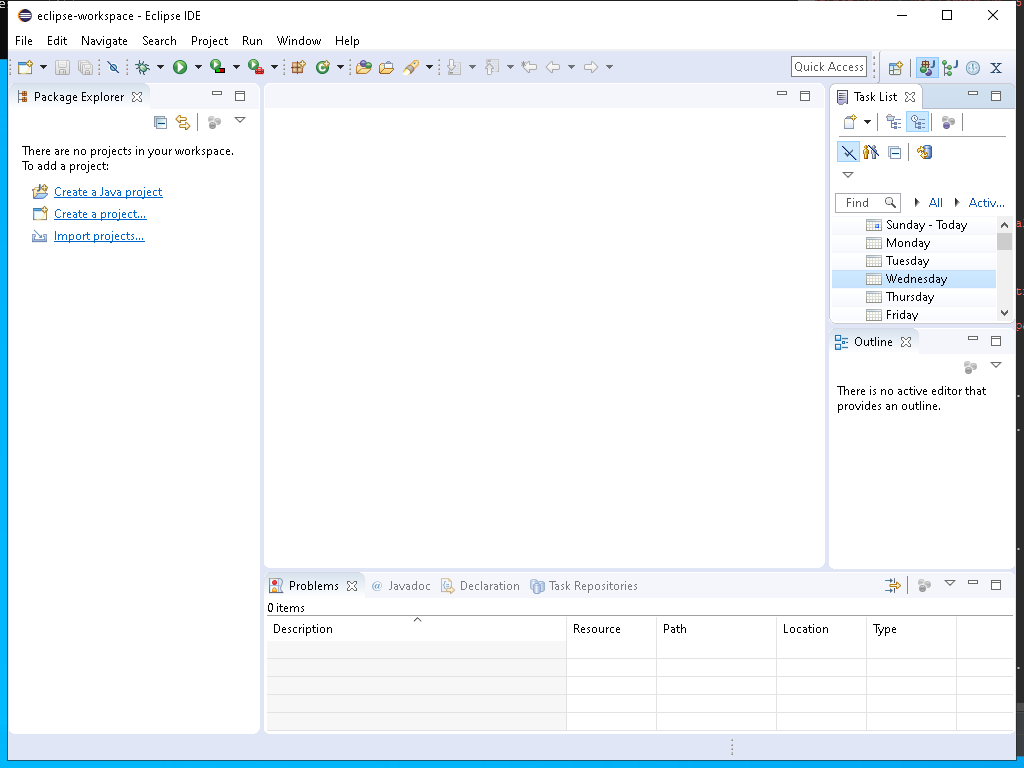 eclipse-workspace - Eclipse IDE
File Edit Navigate Search Project Run Window Help
Quick Access
Package Explorer
There are no projects in your workspace.
To add a project:
Create a Java project
Create a project...
Import projects...
Task List
Find All Activ...
Sunday - Today
Monday
Tuesday
Wednesday
Thursday
Friday
Outline
There is no active editor that
provides an outline.
Problems @ Javadoc Declaration Task Repositories
0 items
Description Resource Path Location Type